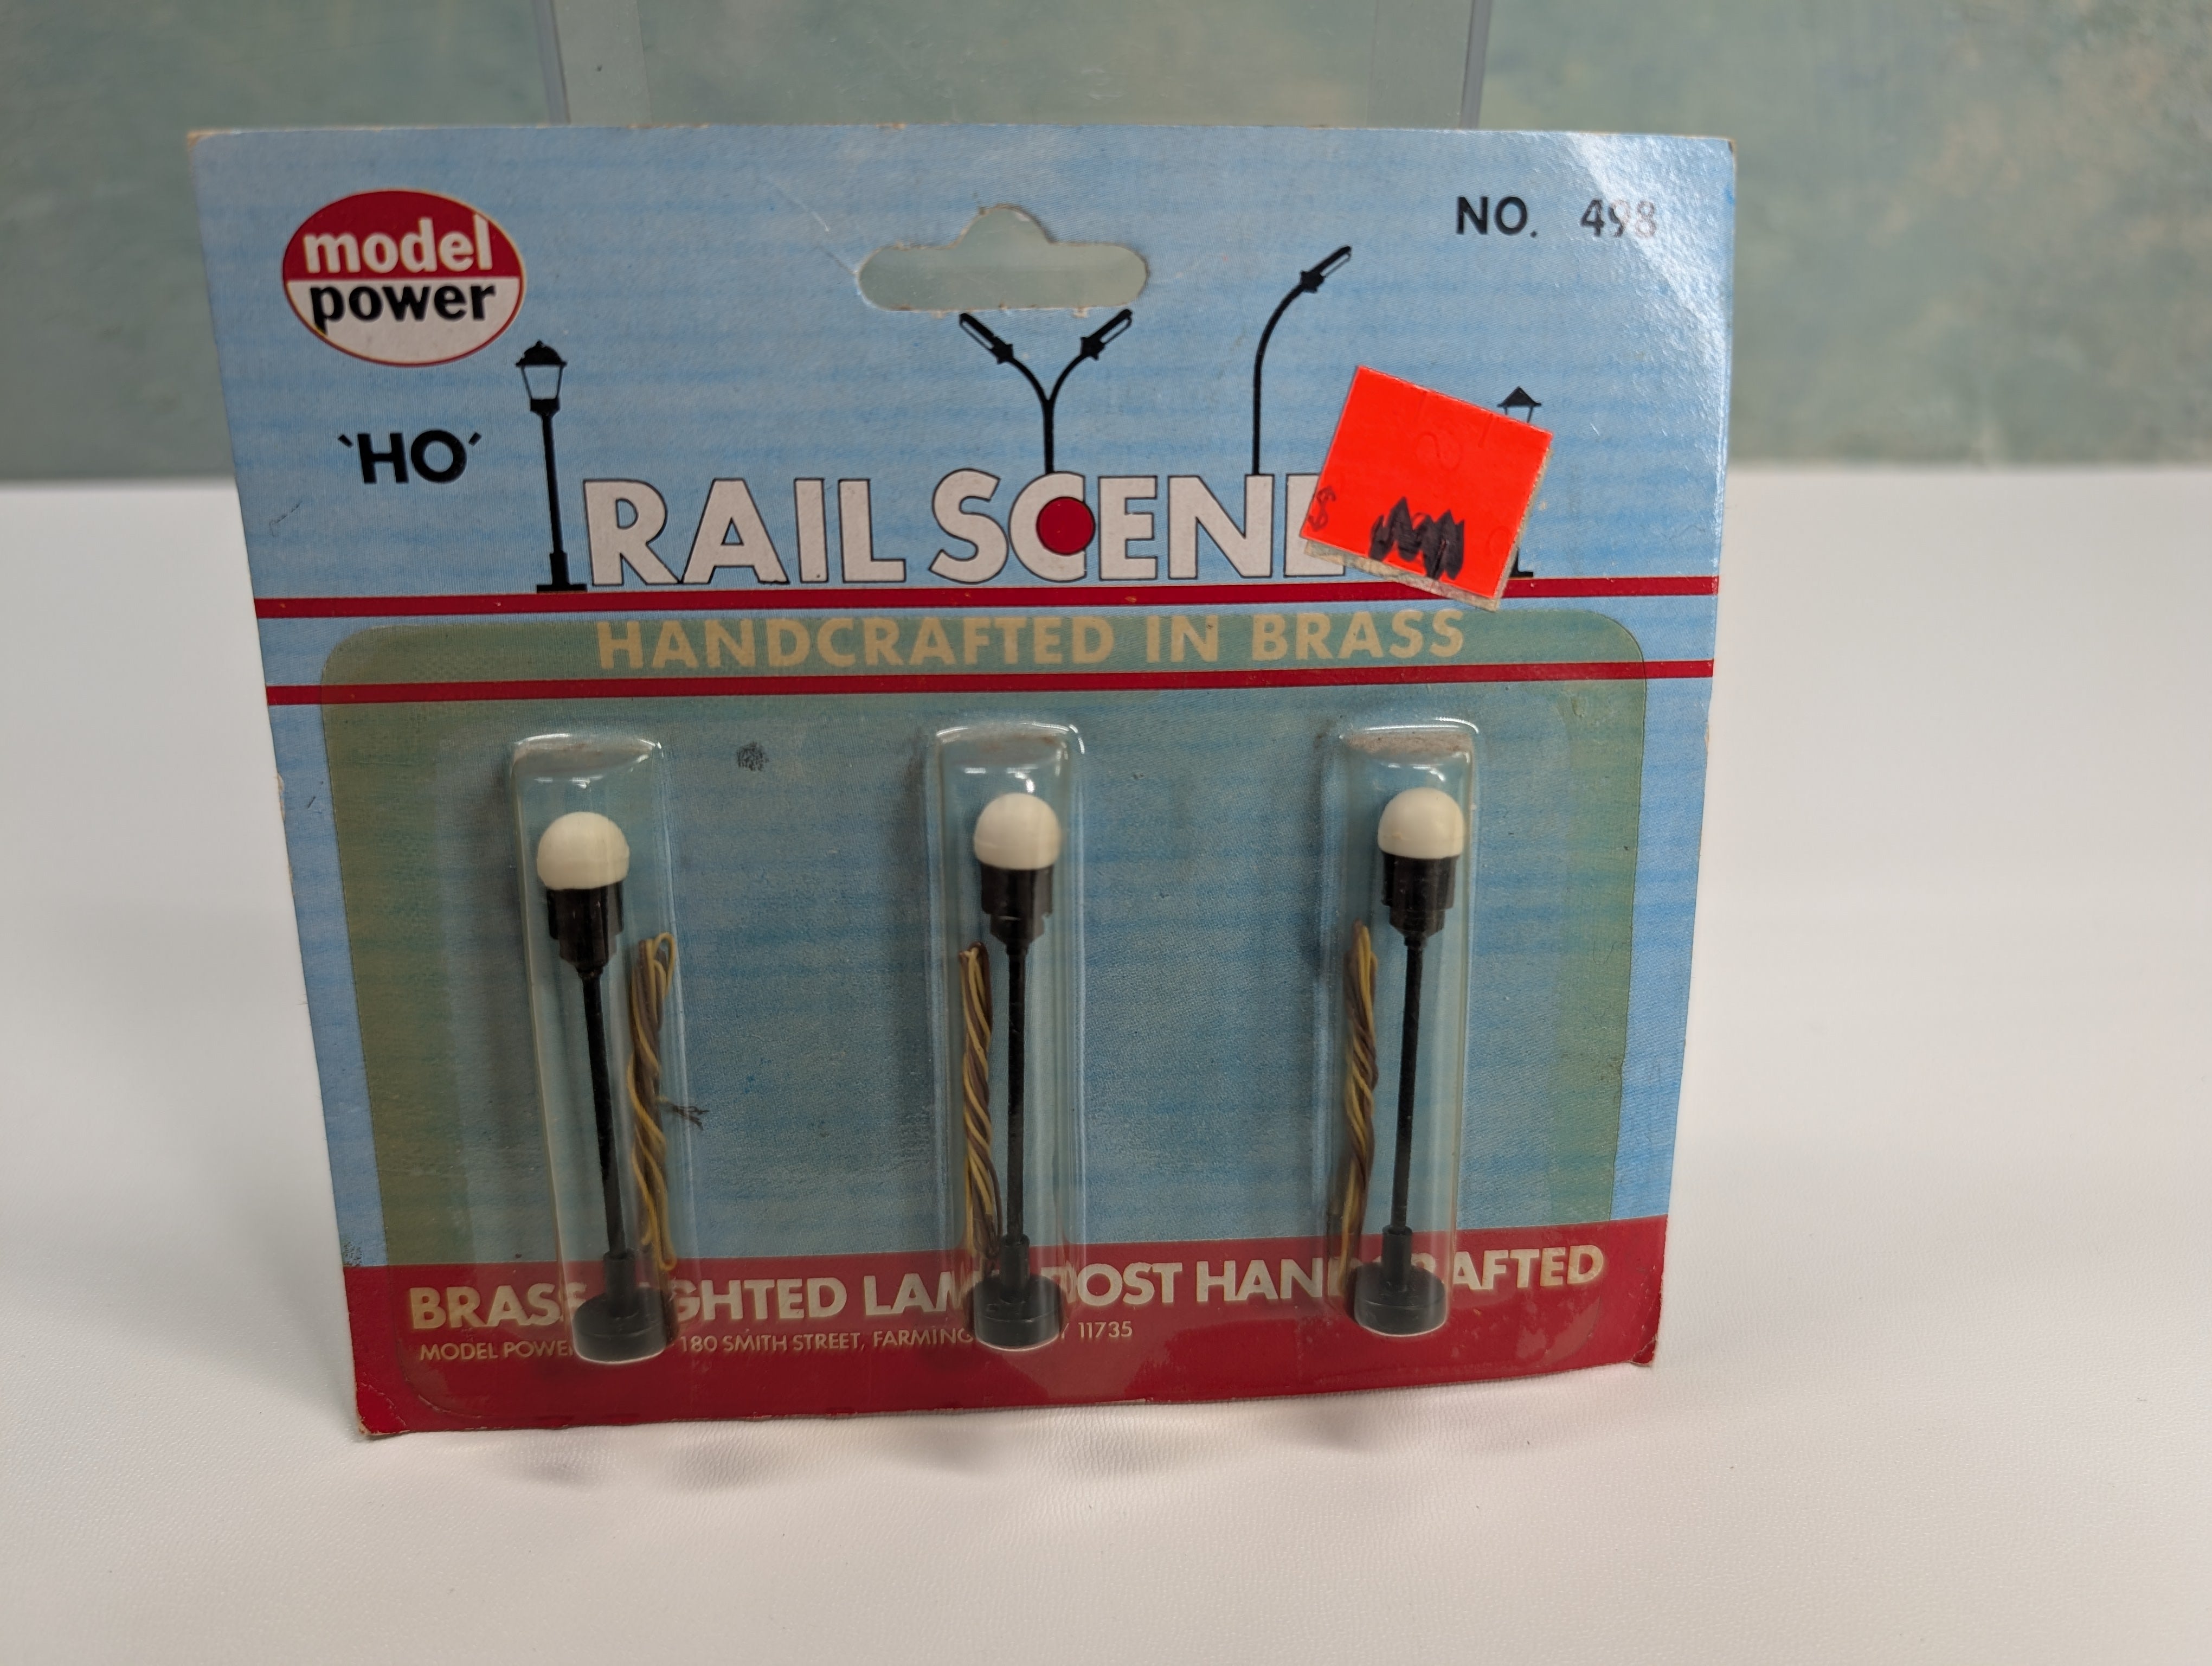 model
power
NO. 498
'HO'
RAIL SCENE
$
HANDCRAFTED IN BRASS
BRASS LIGHTED LAMP POST HANDCRAFTED
MODEL POWER 180 SMITH STREET, FARMING 11735